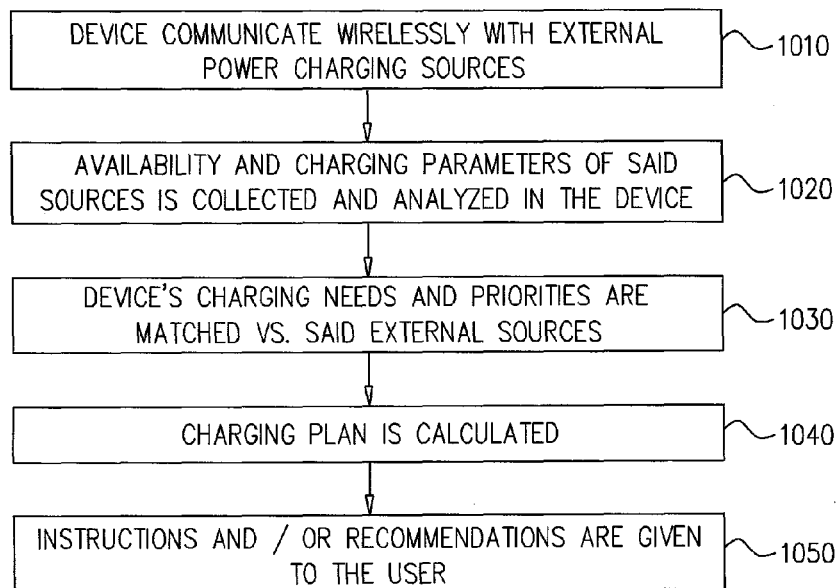 DEVICE COMMUNICATE WIRELESSLY WITH EXTERNAL
POWER CHARGING SOURCES
1010
AVAILABILITY AND CHARGING PARAMETERS OF SAID
SOURCES IS COLLECTED AND ANALYZED IN THE DEVICE
1020
DEVICE'S CHARGING NEEDS AND PRIORITIES ARE
MATCHED VS. SAID EXTERNAL SOURCES
1030
CHARGING PLAN IS CALCULATED
1040
INSTRUCTIONS AND / OR RECOMMENDATIONS ARE GIVEN
TO THE USER
1050